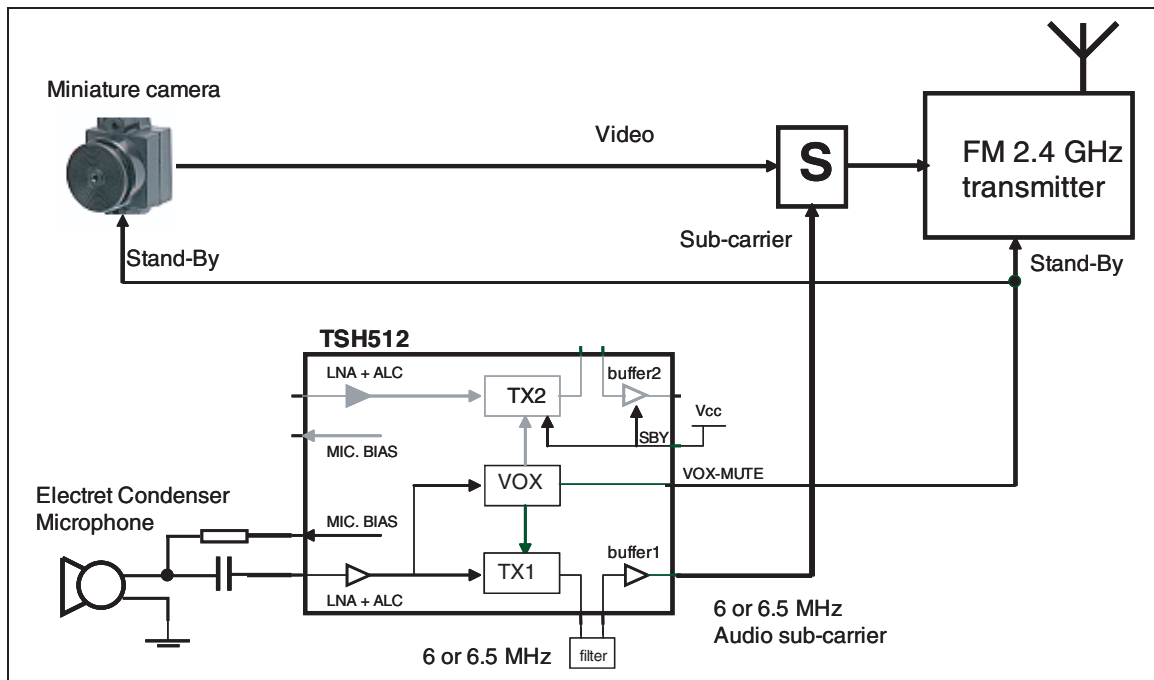 Miniature camera
Video
S
FM 2.4 GHz
transmitter
Sub-carrier
Stand-By
Stand-By
TSH512
LNA + ALC
TX2
buffer2
Vcc
SBY
MIC. BIAS
VOX
VOX-MUTE
Electret Condenser
Microphone
MIC. BIAS
TX1
buffer1
LNA + ALC
6 or 6.5 MHz
Audio sub-carrier
6 or 6.5 MHz
filter